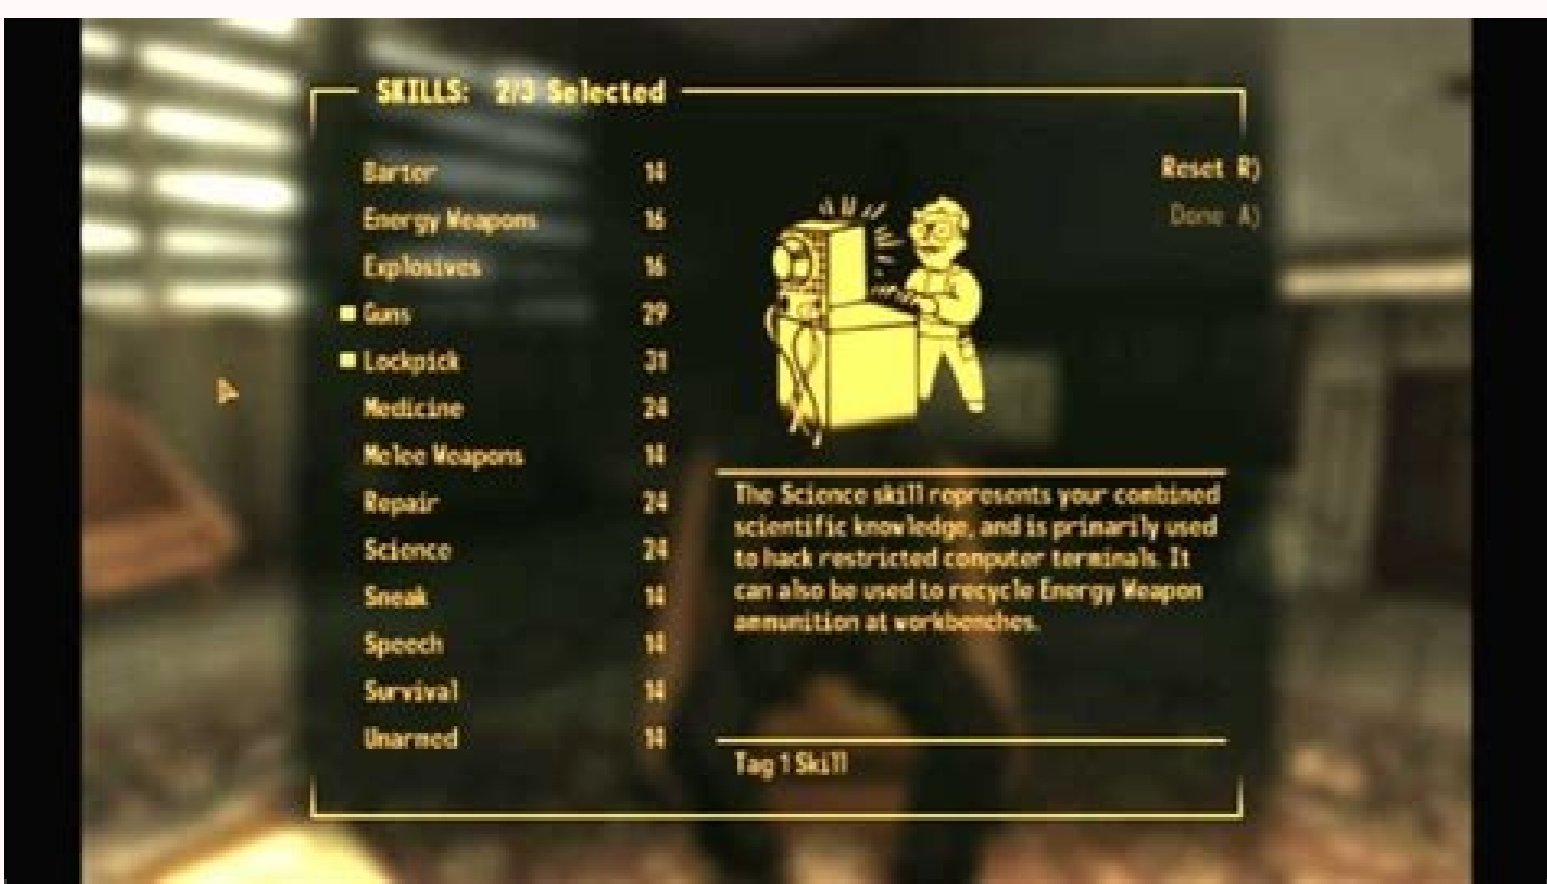 SKILLS: 2/3 Selected
Barter 14
Energy Weapons 16
Explosives 16
Guns 29
Lockpick 31
Medicine 24
Melee Weapons 14
Repair 24
Science 24
Sneak 14
Speech 14
Survival 14
Unarmed 14
Reset R)
Done A)
The Science skill represents your combined
scientific knowledge, and is primarily used
to hack restricted computer terminals. It
can also be used to recycle Energy Weapon
ammunition at workbenches.
Tag 1 Skill